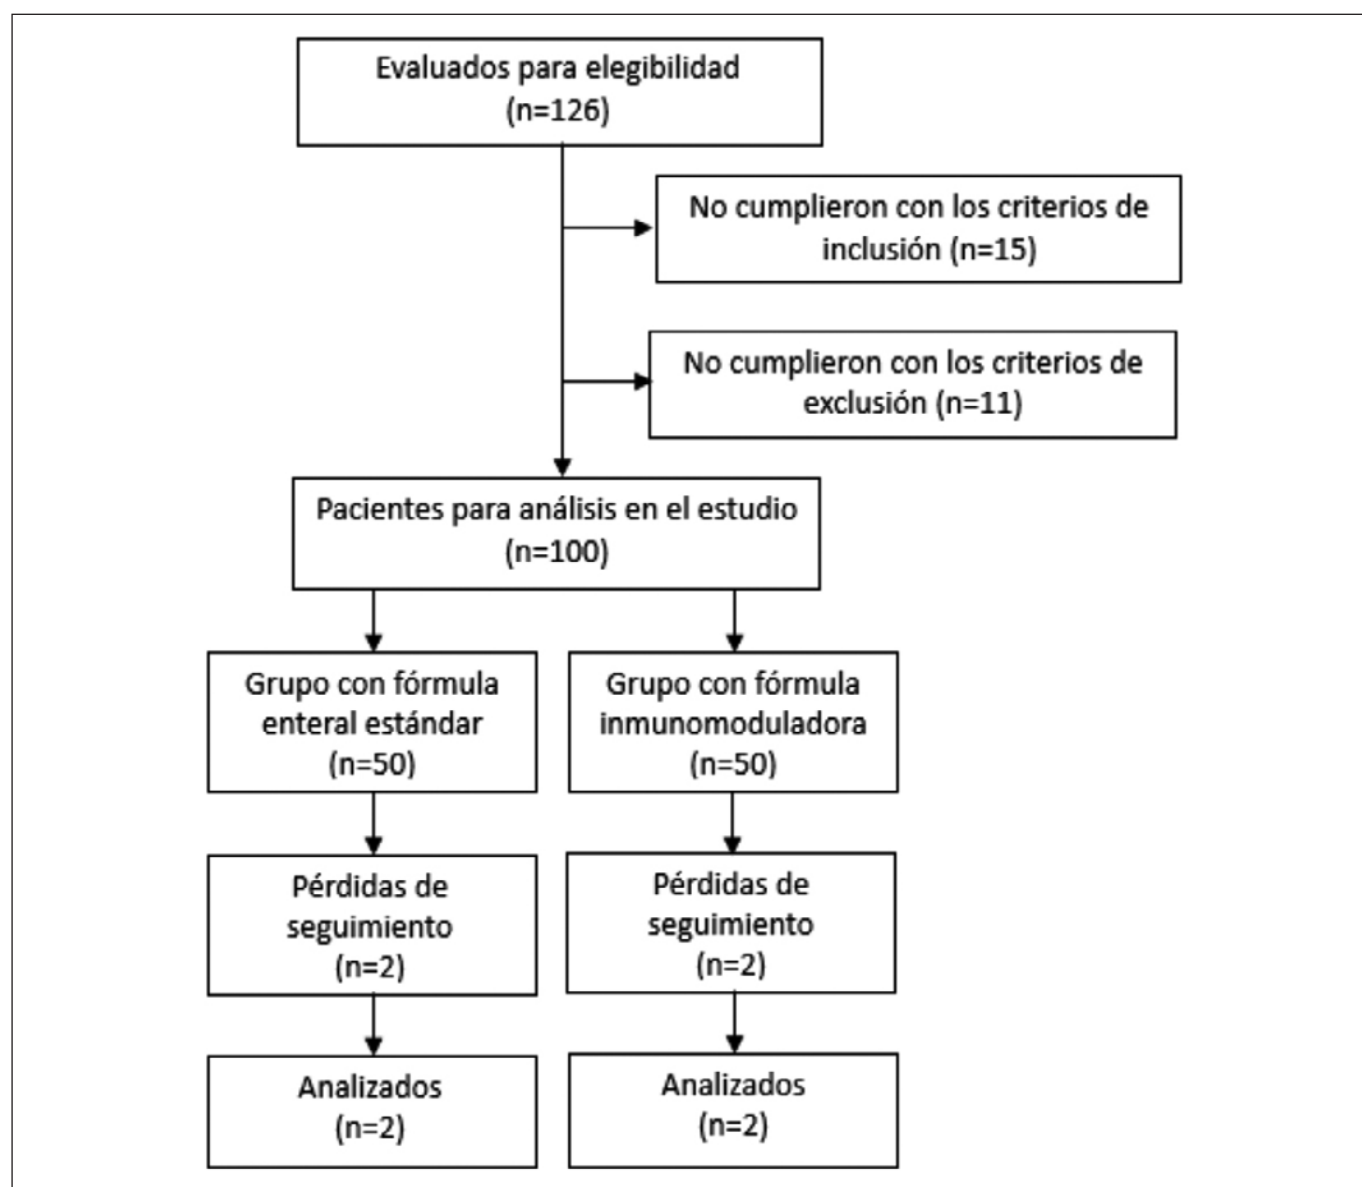 Evaluados para elegibilidad
(n=126)
No cumplieron con los criterios de
inclusión (n=15)
No cumplieron con los criterios de
exclusión (n=11)
Pacientes para análisis en el estudio
(n=100)
Grupo con fórmula
enteral estándar
(n=50)
Grupo con fórmula
inmunomoduladora
(n=50)
Pérdidas de
seguimiento
(n=2)
Pérdidas de
seguimiento
(n=2)
Analizados
(n=2)
Analizados
(n=2)